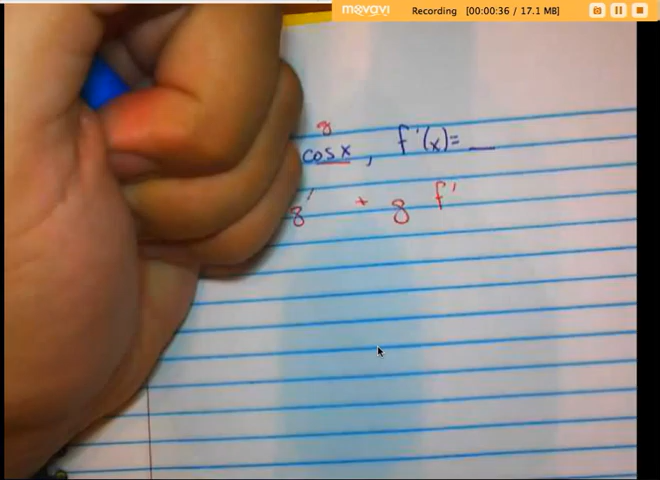 movavi Recording [00:00:36 / 17.1 MB]
g
cos x , f'(x)= __
g' + g f'